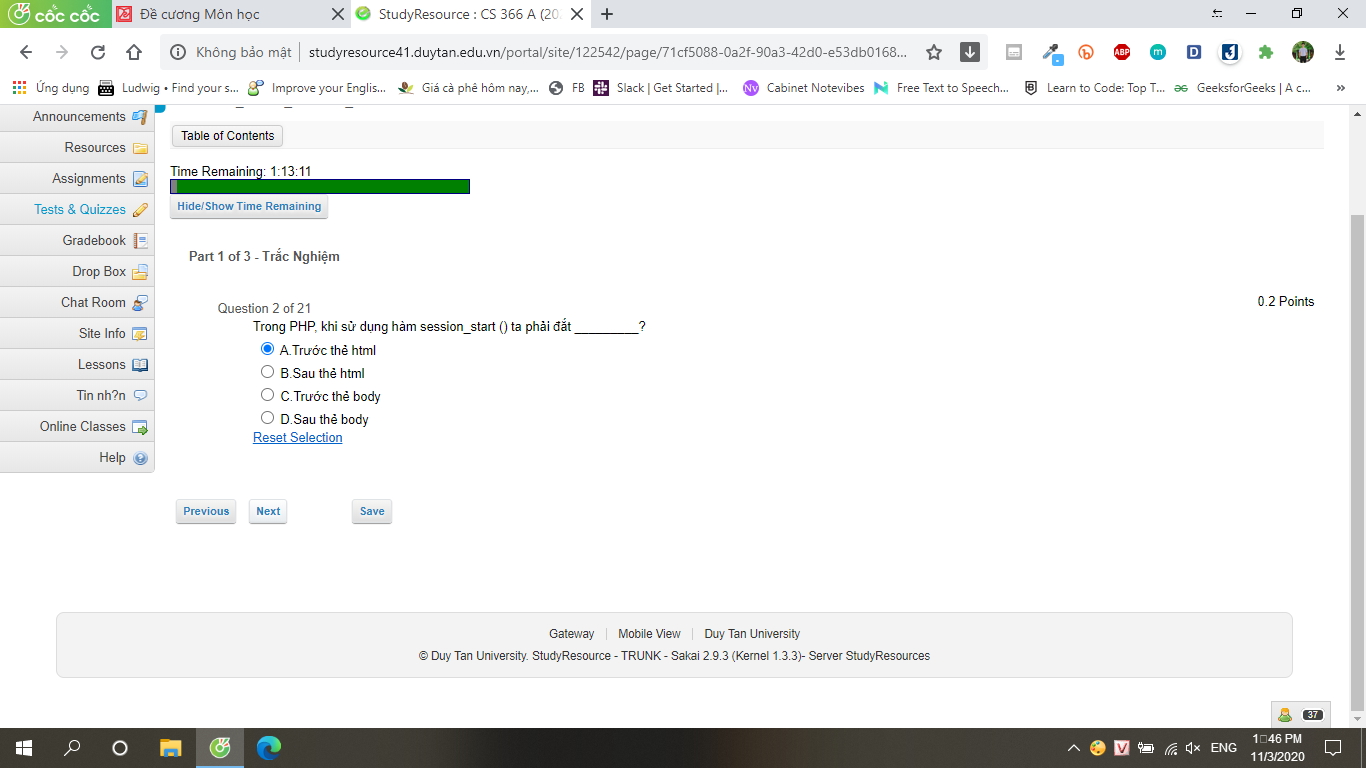 cốc cốc
Đề cương Môn học
StudyResource : CS 366 A (20
Không bảo mật
studyresource41.duytan.edu.vn/portal/site/122542/page/71cf5088-0a2f-90a3-42d0-e53db0168...
Ứng dụng
Ludwig • Find your s...
Improve your Englis...
Giá cà phê hôm nay,...
FB
Slack | Get Started |...
Cabinet Notevibes
Free Text to Speech...
Learn to Code: Top T...
GeeksforGeeks | A c...
Announcements
Resources
Assignments
Tests & Quizzes
Gradebook
Drop Box
Chat Room
Site Info
Lessons
Tin nh?n
Online Classes
Help
Table of Contents
Time Remaining: 1:13:11
Hide/Show Time Remaining
Part 1 of 3 - Trắc Nghiệm
Question 2 of 21
0.2 Points
Trong PHP, khi sử dụng hàm session_start () ta phải đắt _________?
A.Trước thẻ html
B.Sau thẻ html
C.Trước thẻ body
D.Sau thẻ body
Reset Selection
Previous
Next
Save
Gateway | Mobile View | Duy Tan University
© Duy Tan University. StudyResource - TRUNK - Sakai 2.9.3 (Kernel 1.3.3)- Server StudyResources
37
ENG
1□46 PM
11/3/2020